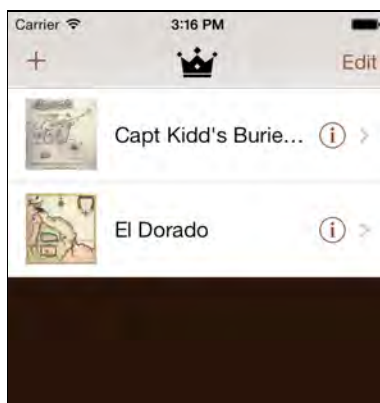 Carrier 3:16 PM
+ Edit
Capt Kidd's Burie... i >
El Dorado i >